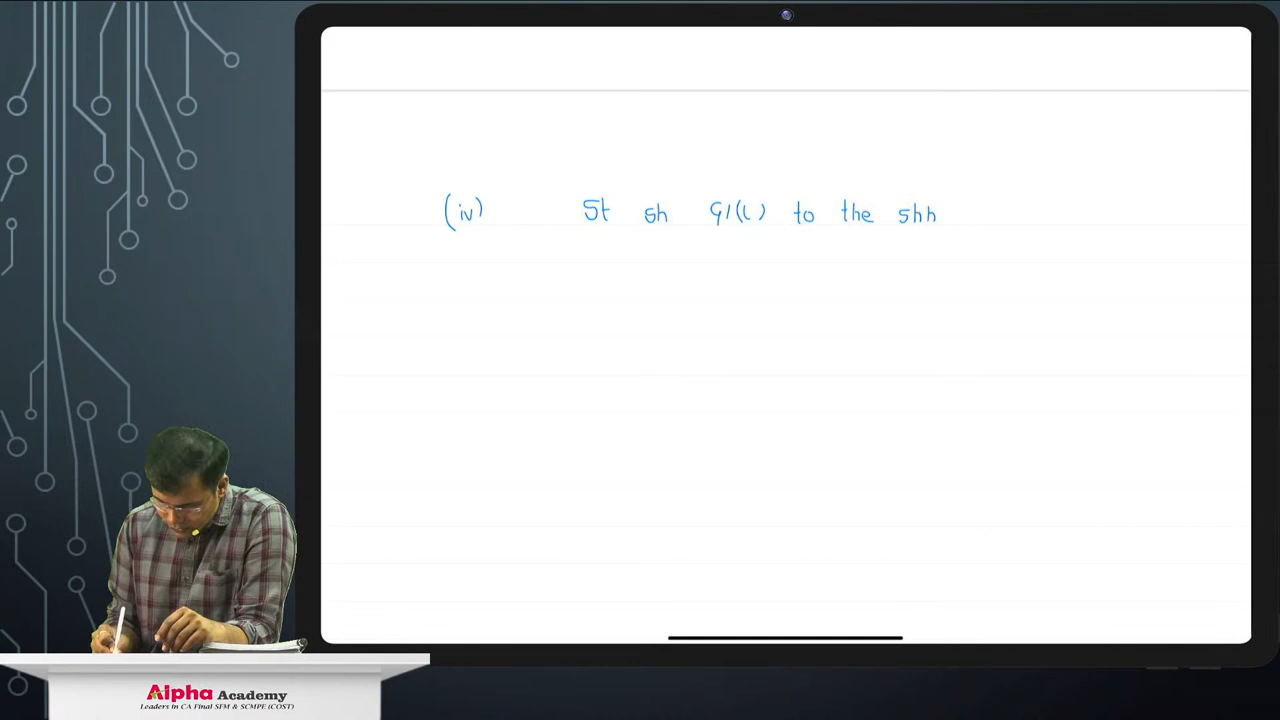 (iv) St sh G/(L) to the shh
Alpha Academy
Leaders in CA Final SFM & SCMPE (COST)